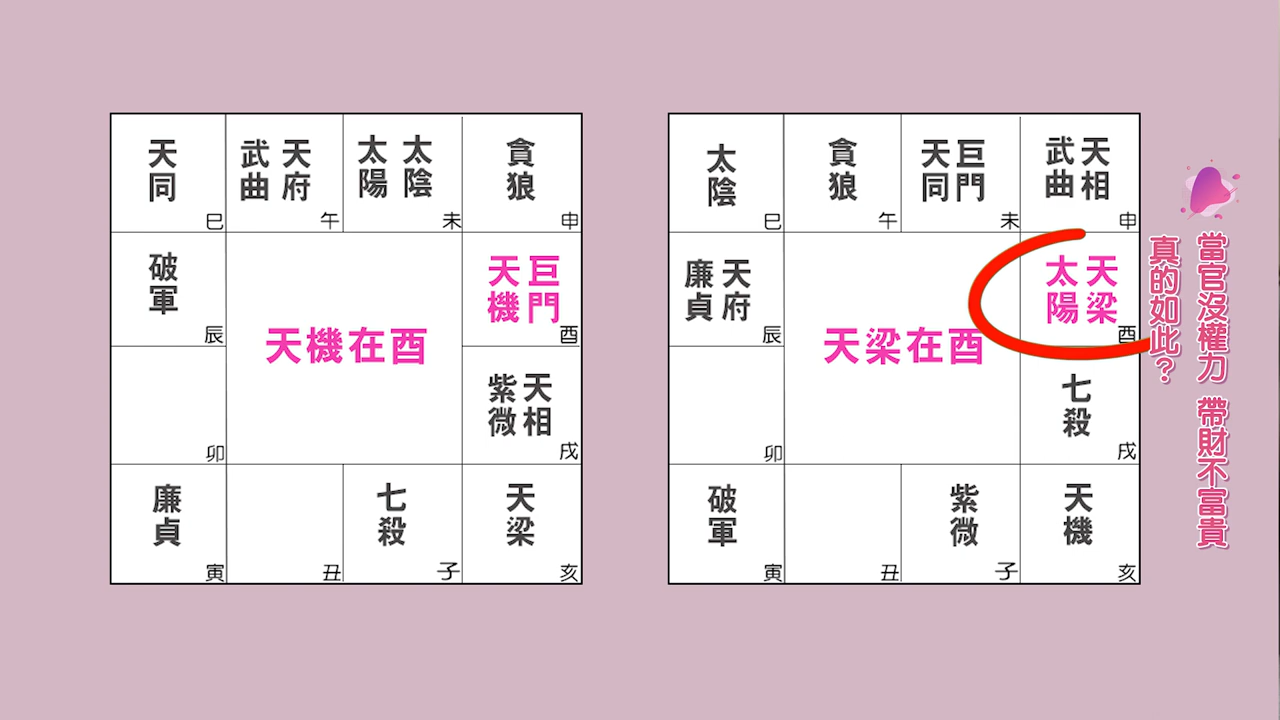 天同
巳
武曲
天府
午
太陽
太陰
未
貪狼
申
破軍
辰
天機
巨門
酉
天機在酉
卯
紫微
天相
戌
廉貞
寅
丑
七殺
子
天梁
亥
太陰
巳
貪狼
午
天同
巨門
未
武曲
天相
申
廉貞
天府
辰
太陽
天梁
酉
天梁在酉
卯
七殺
戌
破軍
寅
丑
紫微
子
天機
亥
當官沒權力 帶財不富貴
真的如此？